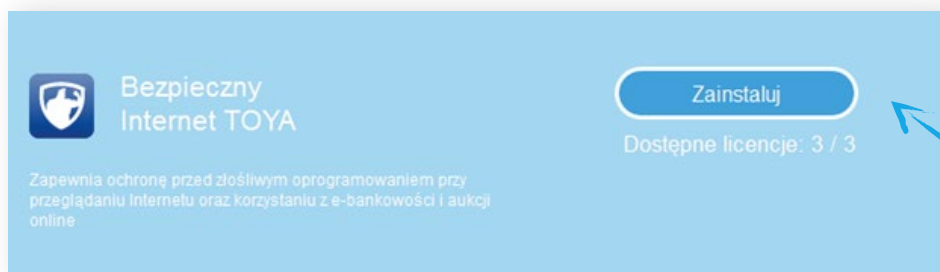 Bezpieczny
Internet TOYA
Zapewnia ochronę przed złośliwym oprogramowaniem przy
przeglądaniu Internetu oraz korzystaniu z e-bankowości i aukcji
online
Zainstaluj
Dostępne licencje: 3 / 3